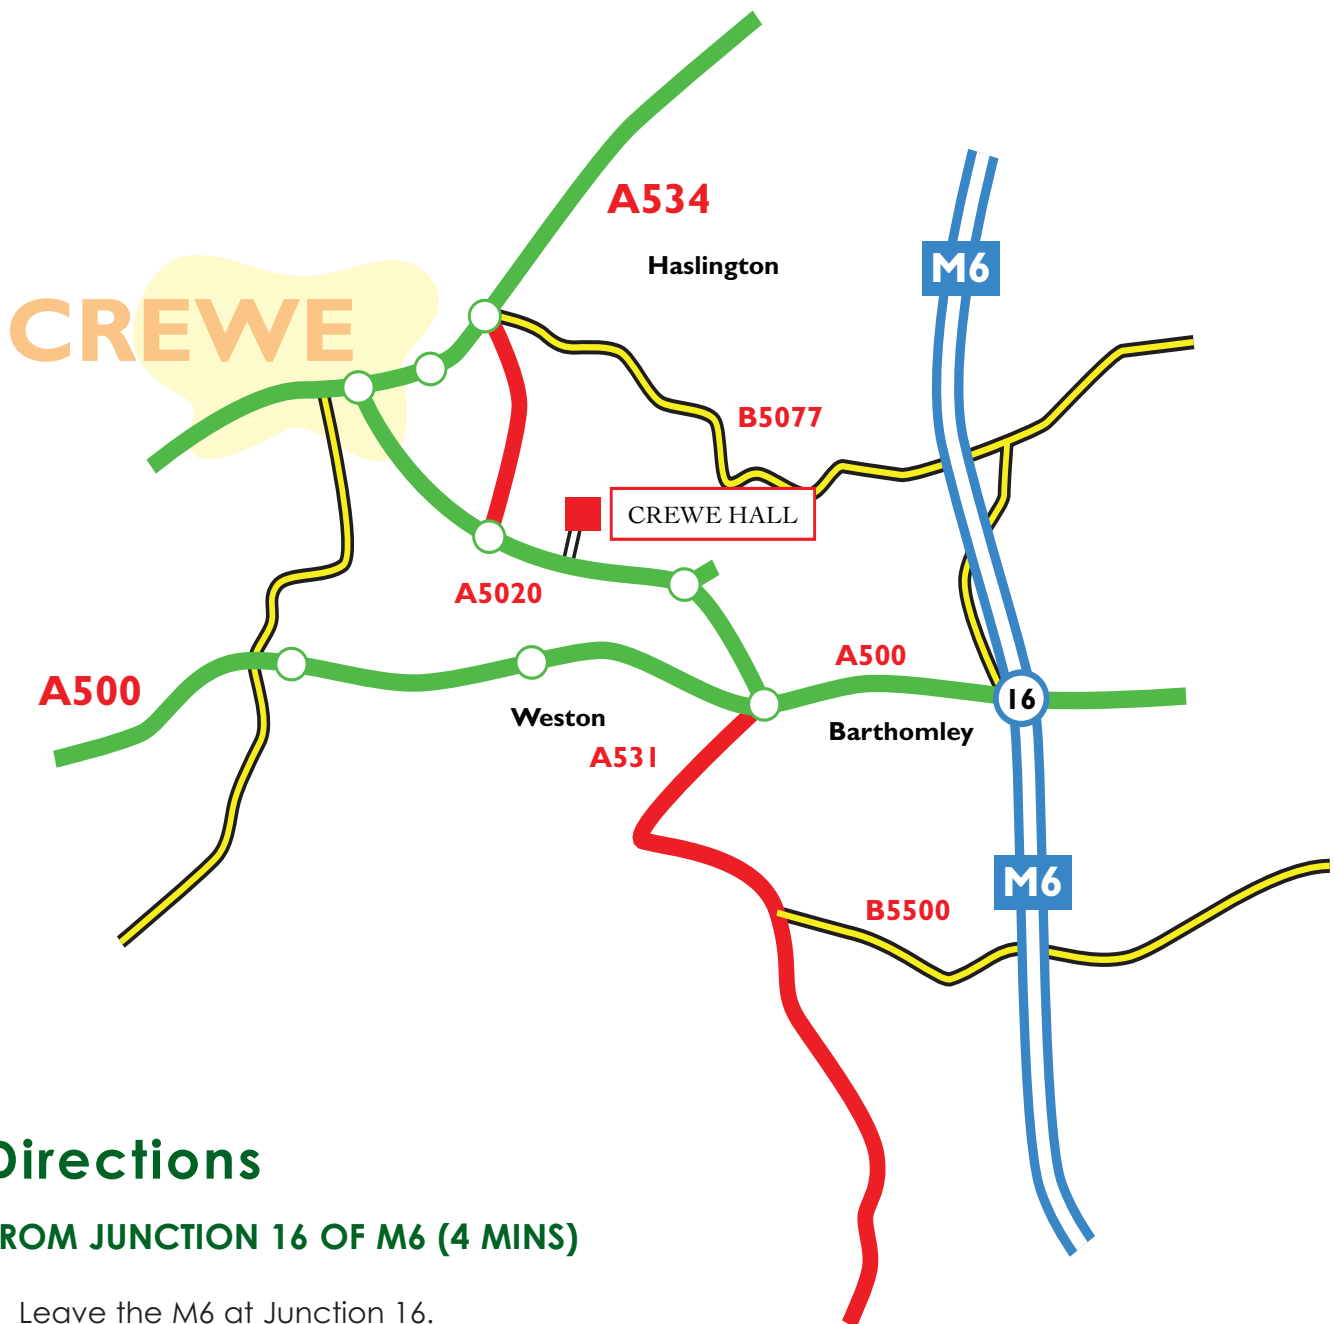 A534
Haslington
M6
CREWE
B5077
CREWE HALL
A5020
A500
A500
16
Weston
Barthomley
A531
M6
B5500
Directions
ROM JUNCTION 16 OF M6 (4 MINS)
Leave the M6 at Junction 16.